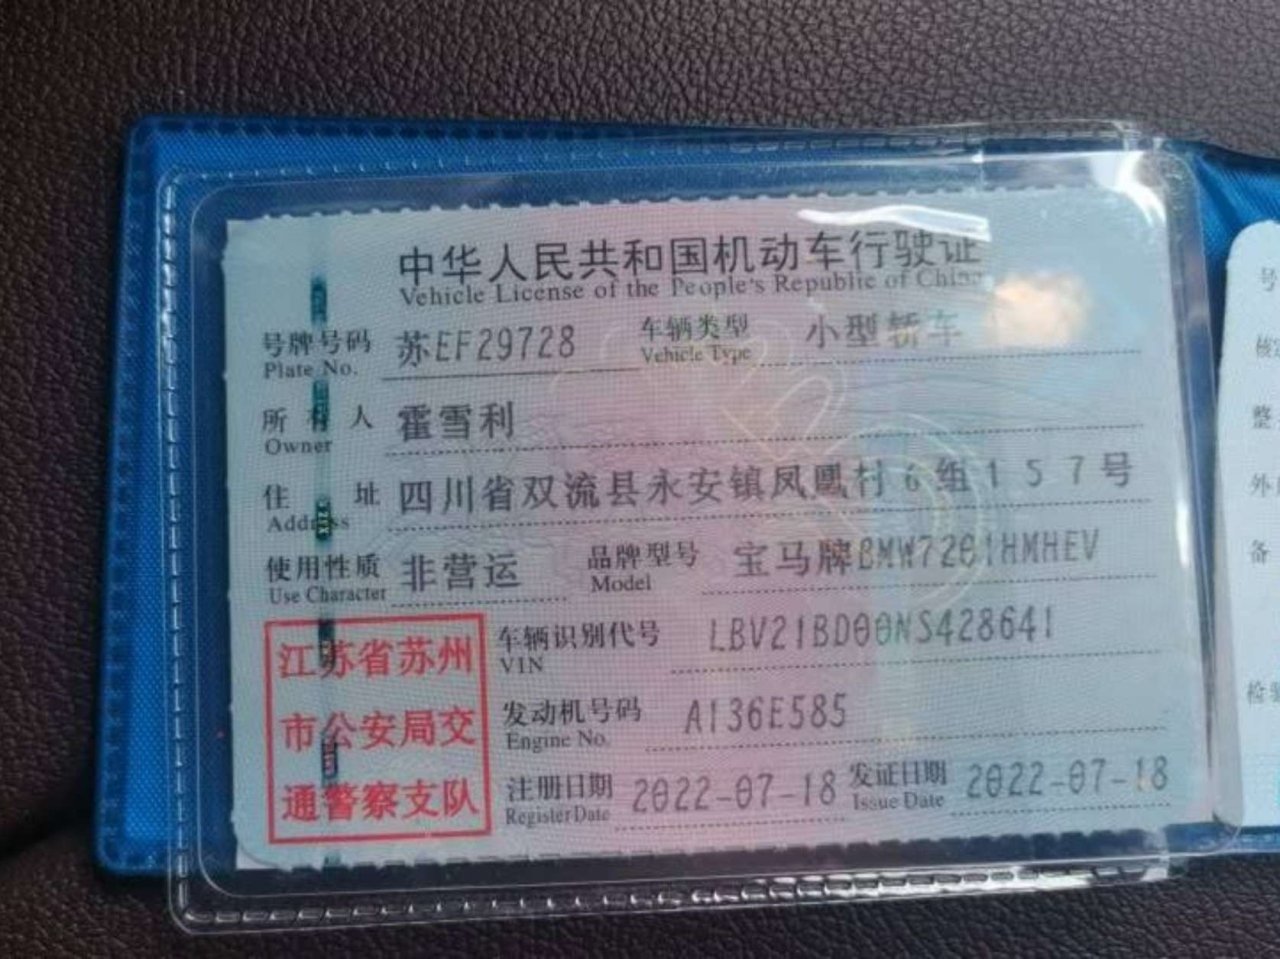 中华人民共和国机动车行驶证
Vehicle License of the People's Republic of China
号牌号码 苏EF29728 车辆类型 小型轿车
Plate No. Vehicle Type
所有人 霍雪利
Owner
住址 四川省双流县永安镇凤凰村6组157号
Address
使用性质 非营运 品牌型号 宝马牌BMW7201HMHEV
Use Character Model
江苏省苏州
市公安局交
通警察支队
车辆识别代号 LBV21BD00NS428641
VIN
发动机号码 A136E585
Engine No.
注册日期 2022-07-18 发证日期 2022-07-18
Register Date Issue Date
号
整
外
备